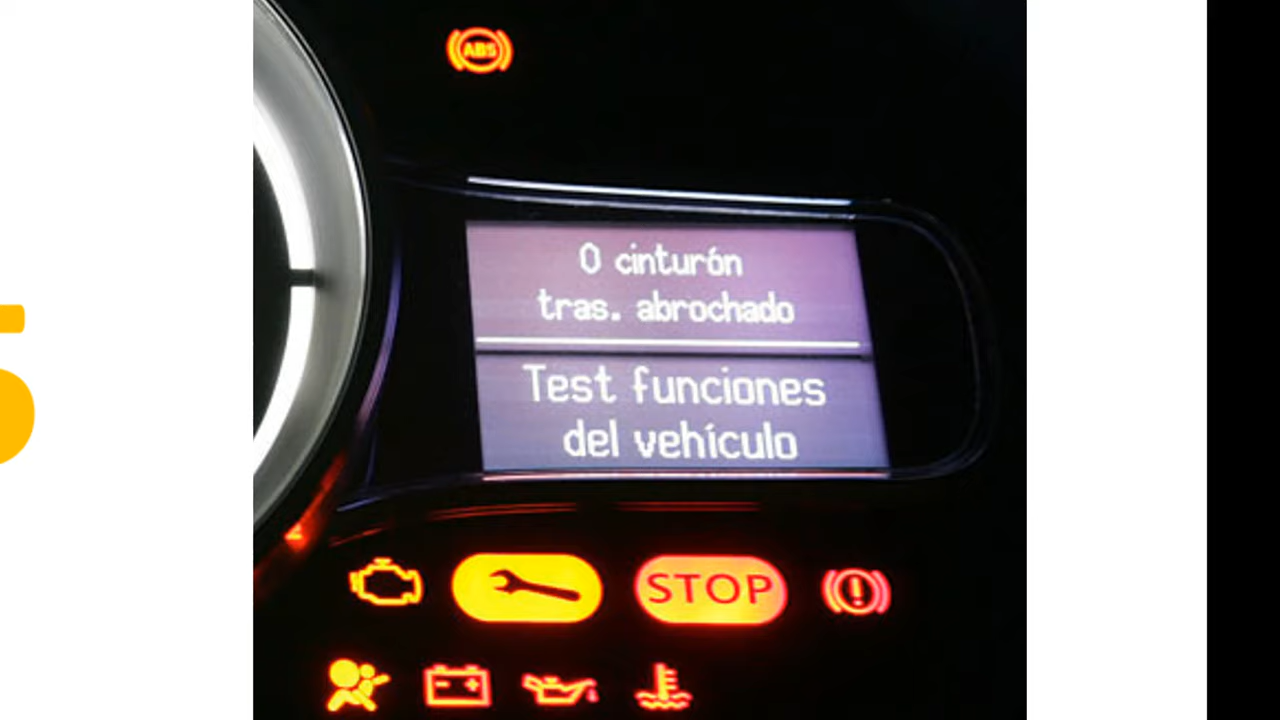 ABS
0 cinturón
tras. abrochado
Test funciones
del vehículo
STOP